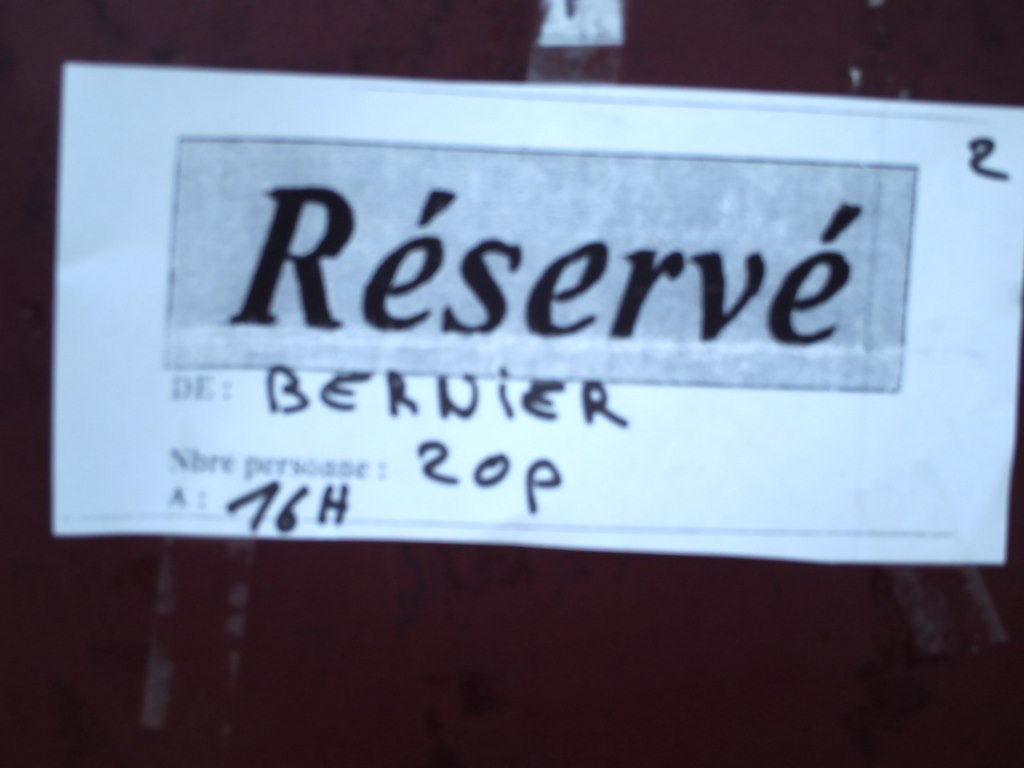 2
Réservé
DE: BERNIER
Nbre personne: 20p
A: 16H